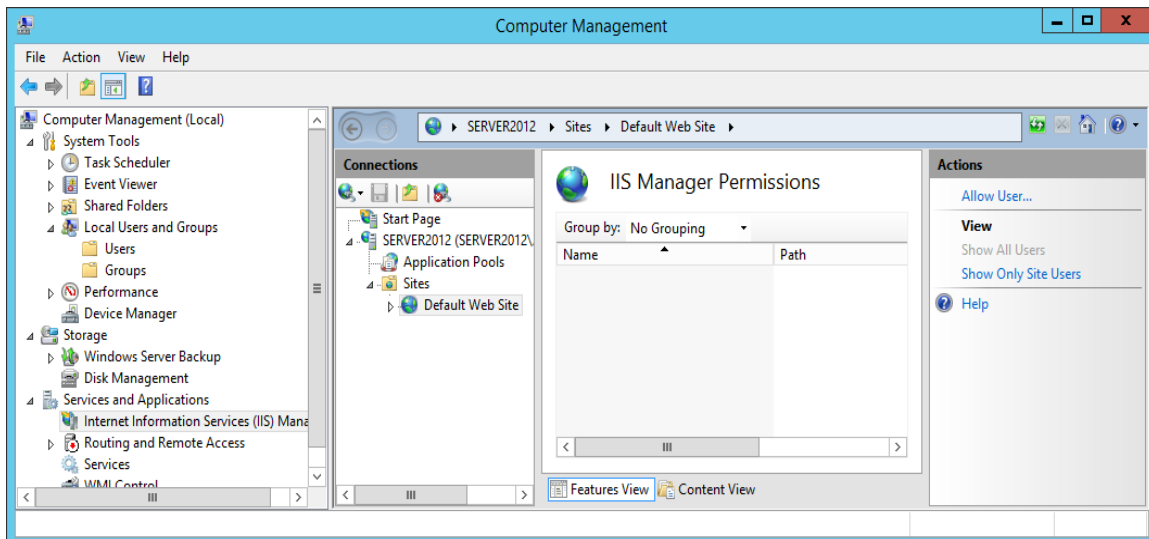 Computer Management
File Action View Help
Computer Management (Local)
System Tools
Task Scheduler
Event Viewer
Shared Folders
Local Users and Groups
Users
Groups
Performance
Device Manager
Storage
Windows Server Backup
Disk Management
Services and Applications
Internet Information Services (IIS) Mana
Routing and Remote Access
Services
WMI Control
SERVER2012 Sites Default Web Site
Connections
Start Page
SERVER2012 (SERVER2012\
Application Pools
Sites
Default Web Site
IIS Manager Permissions
Group by: No Grouping
Name Path
Features View Content View
Actions
Allow User...
View
Show All Users
Show Only Site Users
Help